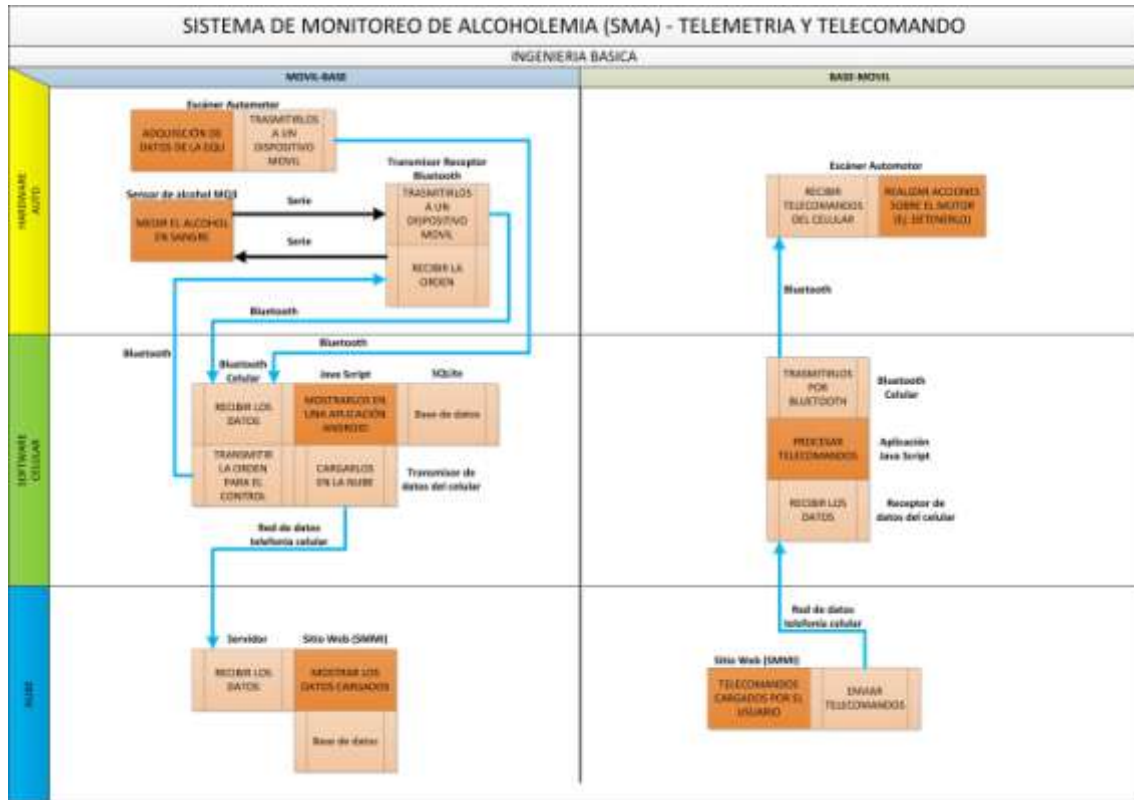 SISTEMA DE MONITOREO DE ALCOHOLEMIA (SMA) - TELEMETRIA Y TELECOMANDO
INGENIERIA BASICA
MOVIL-BASE
BASE-MOVIL
HARDWARE
AUTO
Escáner Automotor
ADQUISICIÓN DE
DATOS DE LA EQU
TRASMITIRLOS
A UN
DISPOSITIVO
MOVIL
Sensor de alcohol MQ3
MEDIR EL ALCOHOL
EN SANGRE
Serie
Serie
Transmisor Receptor
Bluetooth
TRASMITIRLOS
A UN
DISPOSITIVO
MOVIL
RECIBIR LA
ORDEN
Bluetooth
Bluetooth
Bluetooth
Escáner Automotor
RECIBIR
TELECOMANDOS
DEL CELULAR
REALIZAR ACCIONES
SOBRE EL MOTOR
(EJ. DETENERLO)
Bluetooth
SOFTWARE
CELULAR
Bluetooth
Celular
Java Script
SQLite
RECIBIR LOS
DATOS
MOSTRARLOS EN
UNA APLICACIÓN
ANDROID
Base de datos
TRANSMITIR
LA ORDEN
PARA EL
CONTROL
CARGARLOS
EN LA NUBE
Transmisor de
datos del celular
Red de datos
telefonía celular
TRASMITIRLOS
POR
BLUETOOTH
Bluetooth
Celular
PROCESAR
TELECOMANDOS
Aplicación
Java Script
RECIBIR LOS
DATOS
Receptor de
datos del celular
NUBE
Servidor
Sitio Web (SMMI)
RECIBIR LOS
DATOS
MOSTRAR LOS
DATOS CARGADOS
Base de datos
Red de datos
telefonía celular
Sitio Web (SMMI)
TELECOMANDOS
CARGADOS POR EL
USUARIO
ENVIAR
TELECOMANDOS